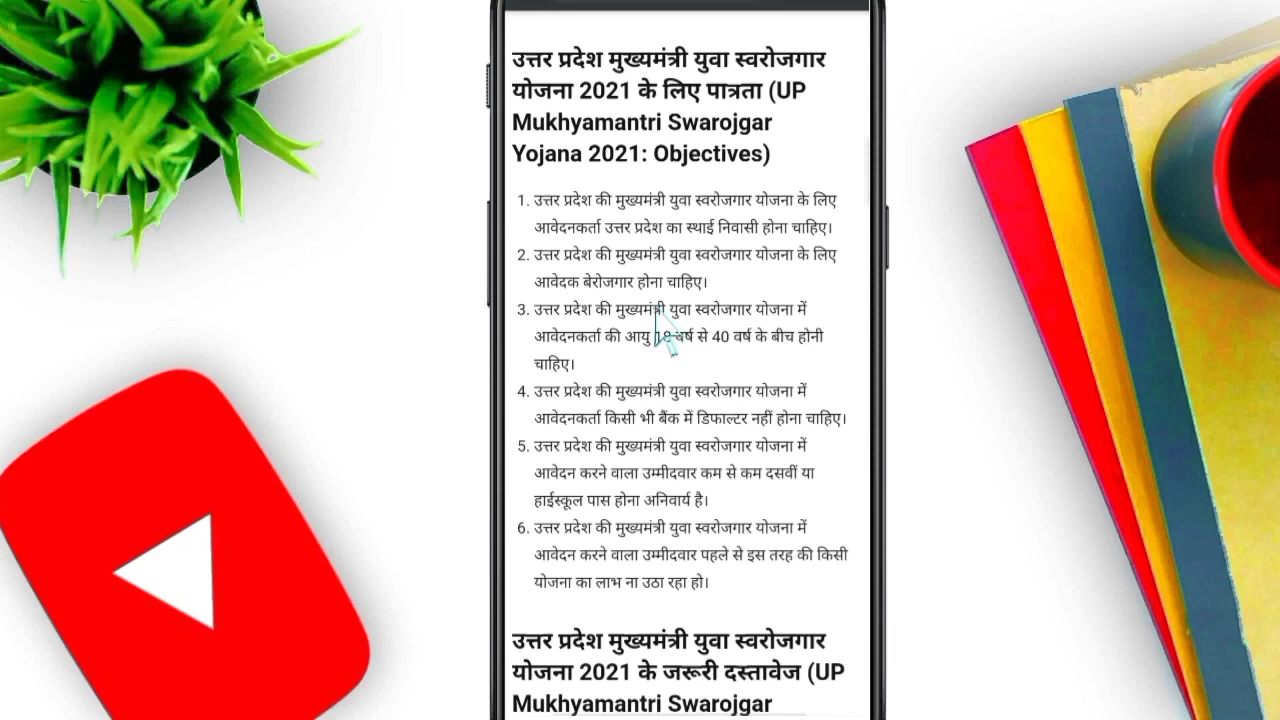 उत्तर प्रदेश मुख्यमंत्री युवा स्वरोजगार
योजना 2021 के लिए पात्रता (UP
Mukhyamantri Swarojgar
Yojana 2021: Objectives)
1. उत्तर प्रदेश की मुख्यमंत्री युवा स्वरोजगार योजना के लिए
आवेदनकर्ता उत्तर प्रदेश का स्थाई निवासी होना चाहिए।
2. उत्तर प्रदेश की मुख्यमंत्री युवा स्वरोजगार योजना के लिए
आवेदक बेरोजगार होना चाहिए।
3. उत्तर प्रदेश की मुख्यमंत्री युवा स्वरोजगार योजना में
आवेदनकर्ता की आयु 18 वर्ष से 40 वर्ष के बीच होनी
चाहिए।
4. उत्तर प्रदेश की मुख्यमंत्री युवा स्वरोजगार योजना में
आवेदनकर्ता किसी भी बैंक में डिफाल्टर नहीं होना चाहिए।
5. उत्तर प्रदेश की मुख्यमंत्री युवा स्वरोजगार योजना में
आवेदन करने वाला उम्मीदवार कम से कम दसवीं या
हाईस्कूल पास होना अनिवार्य है।
6. उत्तर प्रदेश की मुख्यमंत्री युवा स्वरोजगार योजना में
आवेदन करने वाला उम्मीदवार पहले से इस तरह की किसी
योजना का लाभ ना उठा रहा हो।
उत्तर प्रदेश मुख्यमंत्री युवा स्वरोजगार
योजना 2021 के जरूरी दस्तावेज (UP
Mukhyamantri Swarojgar